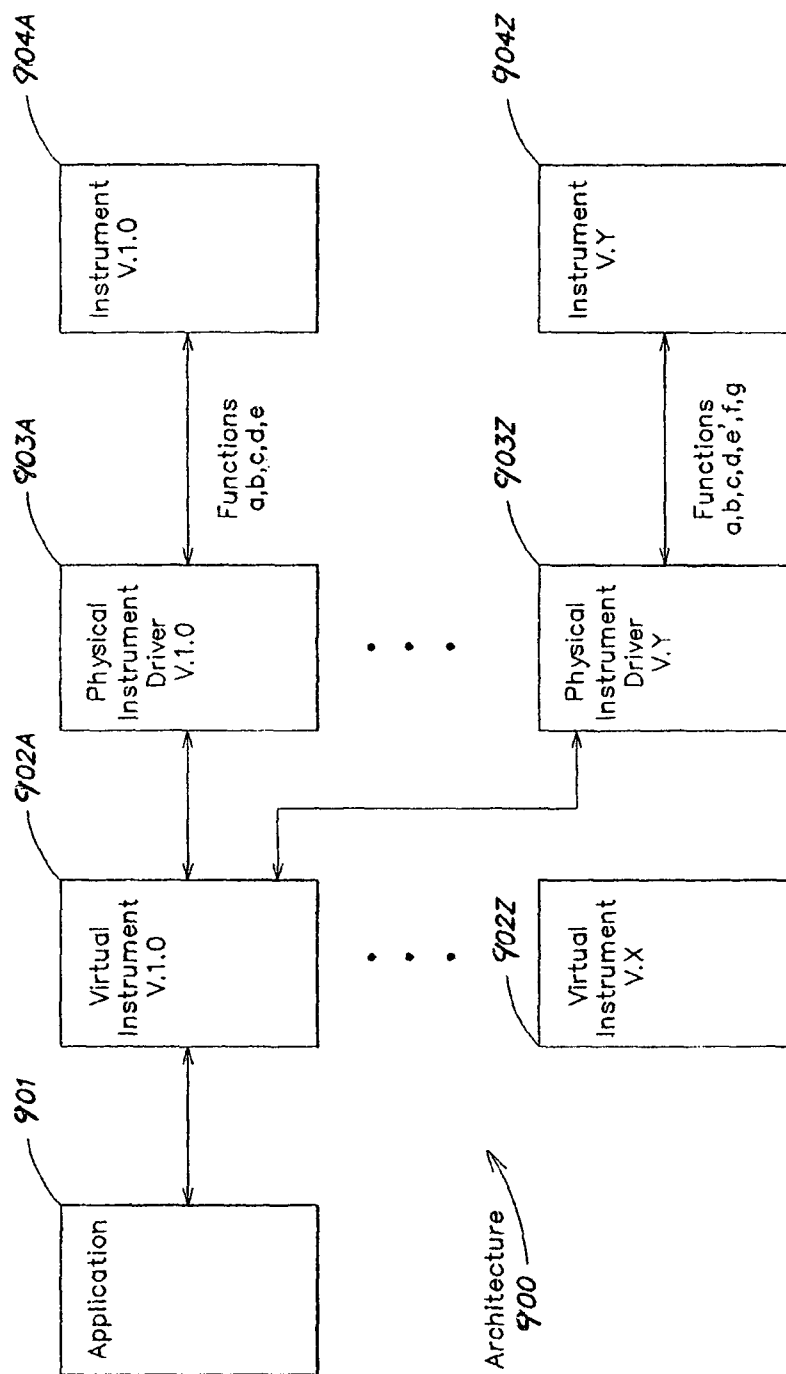 904A
Instrument
V.1.0
903A
Functions
a,b,c,d,e
Physical
Instrument
Driver
V.1.0
902A
Virtual
Instrument
V.1.0
901
Application
904Z
Instrument
V.Y
903Z
Functions
a,b,c,d,e',f,g
Physical
Instrument
Driver
V.Y
902Z
Virtual
Instrument
V.X
Architecture
900